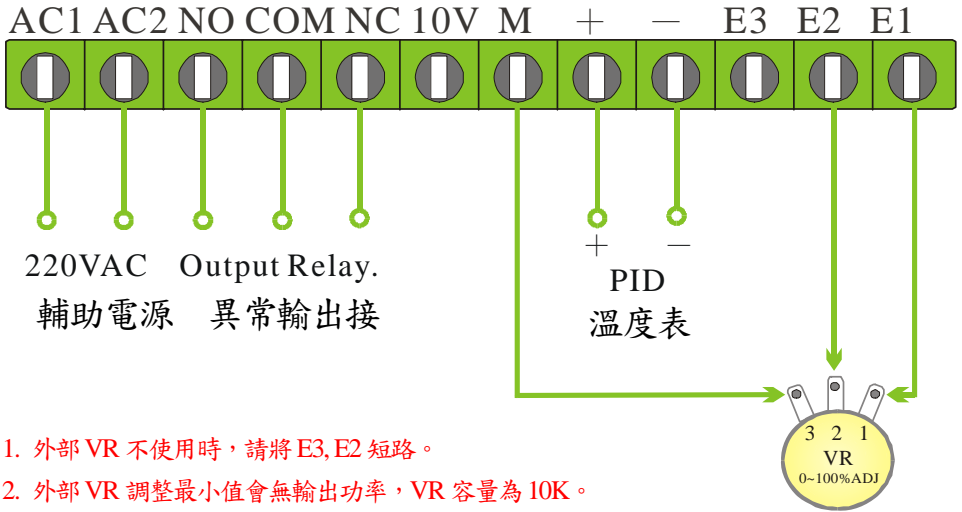 AC1 AC2 NO COM NC 10V M + − E3 E2 E1
+ −
220VAC Output Relay. PID
輔助電源 異常輸出接 溫度表
3 2 1
VR
0~100%ADJ
1. 外部 VR 不使用時，請將 E3, E2 短路。
2. 外部 VR 調整最小值會無輸出功率，VR 容量為 10K。